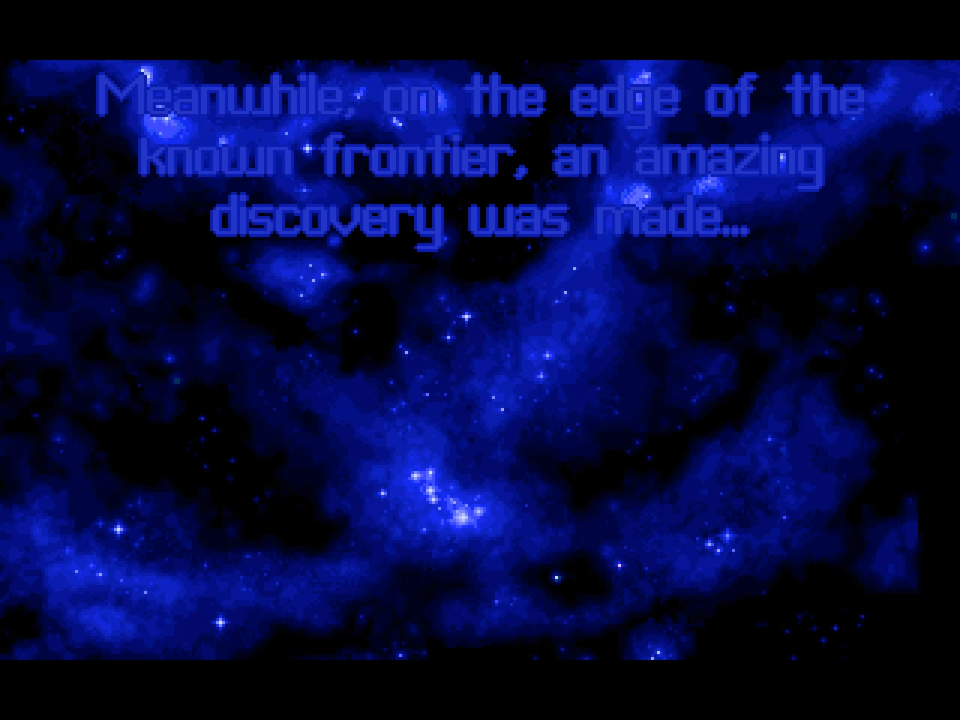 Meanwhile, on the edge of the
known frontier, an amazing
discovery was made...